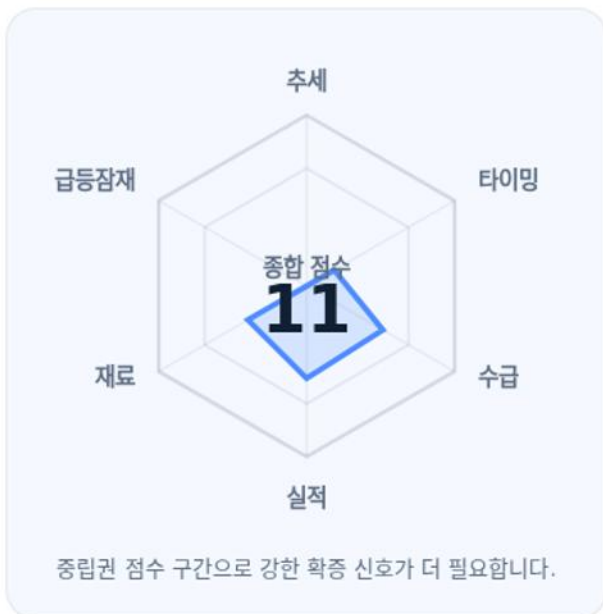 추세
급등잠재
타이밍
종합 점수
11
재료
수급
실적
중립권 점수 구간으로 강한 확증 신호가 더 필요합니다.